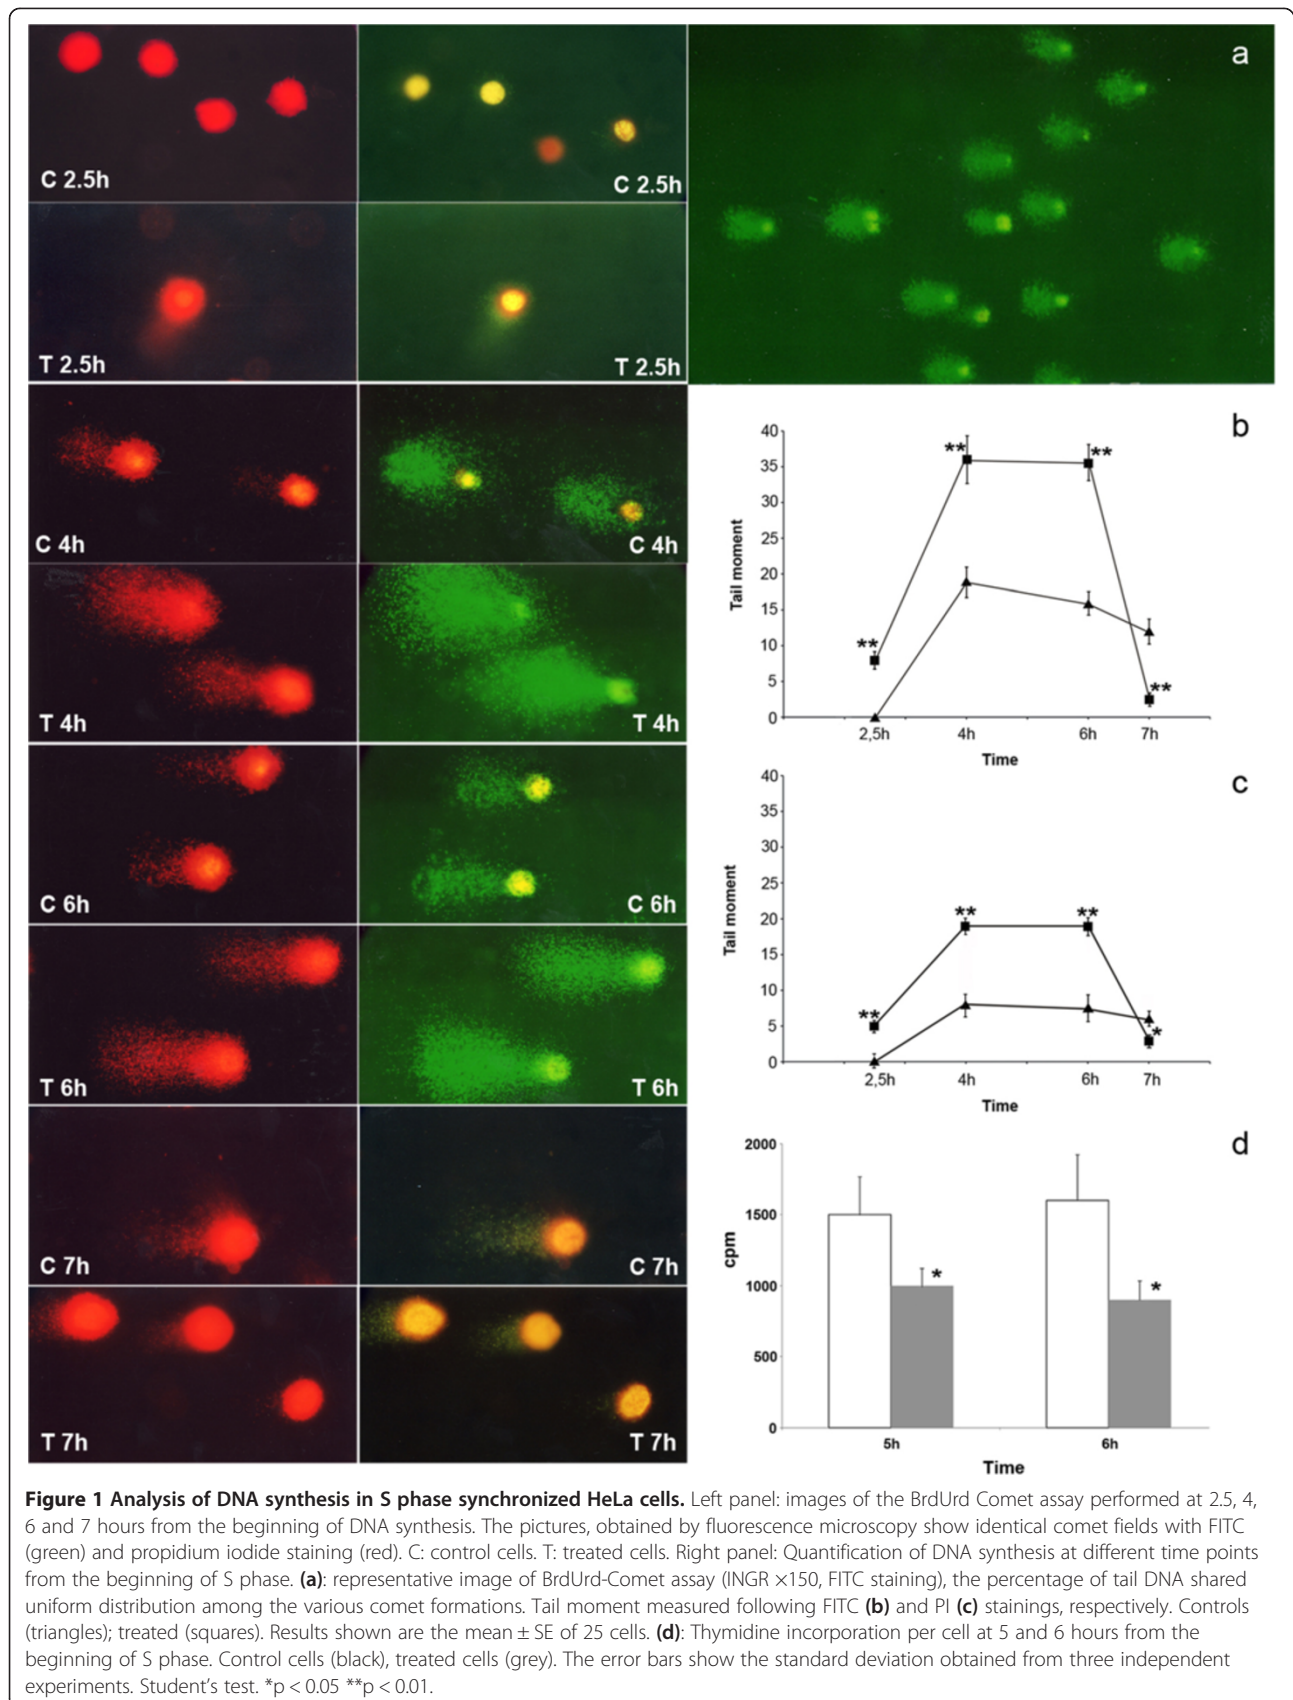 C 2.5h
C 2.5h
a
T 2.5h
T 2.5h
C 4h
C 4h
T 4h
T 4h
C 6h
C 6h
T 6h
T 6h
C 7h
C 7h
T 7h
T 7h
b
40
35
30
25
20
15
10
5
0
Tail moment
**
**
**
**
2,5h 4h 6h 7h
Time
c
40
35
30
25
20
15
10
5
0
Tail moment
**
**
**
*
2,5h 4h 6h 7h
Time
d
2000
1500
1000
500
0
cpm
*
*
5h 6h
Time
Figure 1 Analysis of DNA synthesis in S phase synchronized HeLa cells. Left panel: images of the BrdUrd Comet assay performed at 2.5, 4,
6 and 7 hours from the beginning of DNA synthesis. The pictures, obtained by fluorescence microscopy show identical comet fields with FITC
(green) and propidium iodide staining (red). C: control cells. T: treated cells. Right panel: Quantification of DNA synthesis at different time points
from the beginning of S phase. (a): representative image of BrdUrd-Comet assay (INGR ×150, FITC staining), the percentage of tail DNA shared
uniform distribution among the various comet formations. Tail moment measured following FITC (b) and PI (c) stainings, respectively. Controls
(triangles); treated (squares). Results shown are the mean ± SE of 25 cells. (d): Thymidine incorporation per cell at 5 and 6 hours from the
beginning of S phase. Control cells (black), treated cells (grey). The error bars show the standard deviation obtained from three independent
experiments. Student's test. *p < 0.05 **p < 0.01.